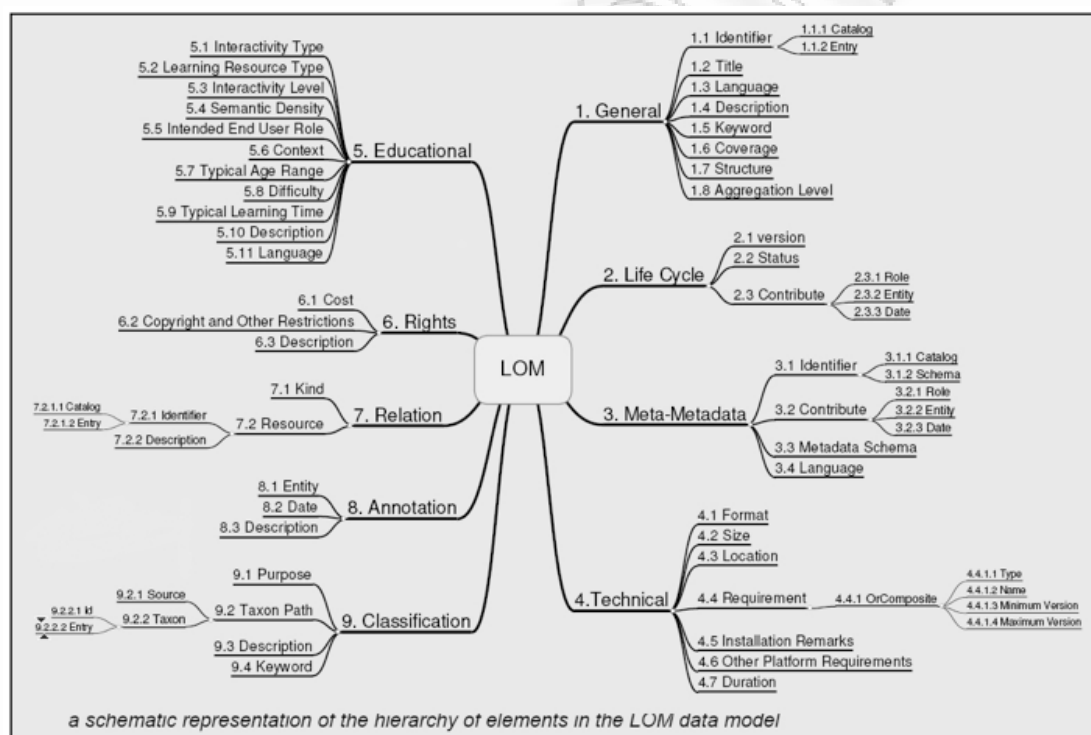 LOM
1. General
1.1 Identifier
1.1.1 Catalog
1.1.2 Entry
1.2 Title
1.3 Language
1.4 Description
1.5 Keyword
1.6 Coverage
1.7 Structure
1.8 Aggregation Level
2. Life Cycle
2.1 version
2.2 Status
2.3 Contribute
2.3.1 Role
2.3.2 Entity
2.3.3 Date
3. Meta-Metadata
3.1 Identifier
3.1.1 Catalog
3.1.2 Schema
3.2 Contribute
3.2.1 Role
3.2.2 Entity
3.2.3 Date
3.3 Metadata Schema
3.4 Language
4.Technical
4.1 Format
4.2 Size
4.3 Location
4.4 Requirement
4.4.1 OrComposite
4.4.1.1 Type
4.4.1.2 Name
4.4.1.3 Minimum Version
4.4.1.4 Maximum Version
4.5 Installation Remarks
4.6 Other Platform Requirements
4.7 Duration
5. Educational
5.1 Interactivity Type
5.2 Learning Resource Type
5.3 Interactivity Level
5.4 Semantic Density
5.5 Intended End User Role
5.6 Context
5.7 Typical Age Range
5.8 Difficulty
5.9 Typical Learning Time
5.10 Description
5.11 Language
6. Rights
6.1 Cost
6.2 Copyright and Other Restrictions
6.3 Description
7. Relation
7.1 Kind
7.2 Resource
7.2.1 Identifier
7.2.1.1 Catalog
7.2.1.2 Entry
7.2.2 Description
8. Annotation
8.1 Entity
8.2 Date
8.3 Description
9. Classification
9.1 Purpose
9.2 Taxon Path
9.2.1 Source
9.2.2 Taxon
9.2.2.1 Id
9.2.2.2 Entry
9.3 Description
9.4 Keyword
a schematic representation of the hierarchy of elements in the LOM data model